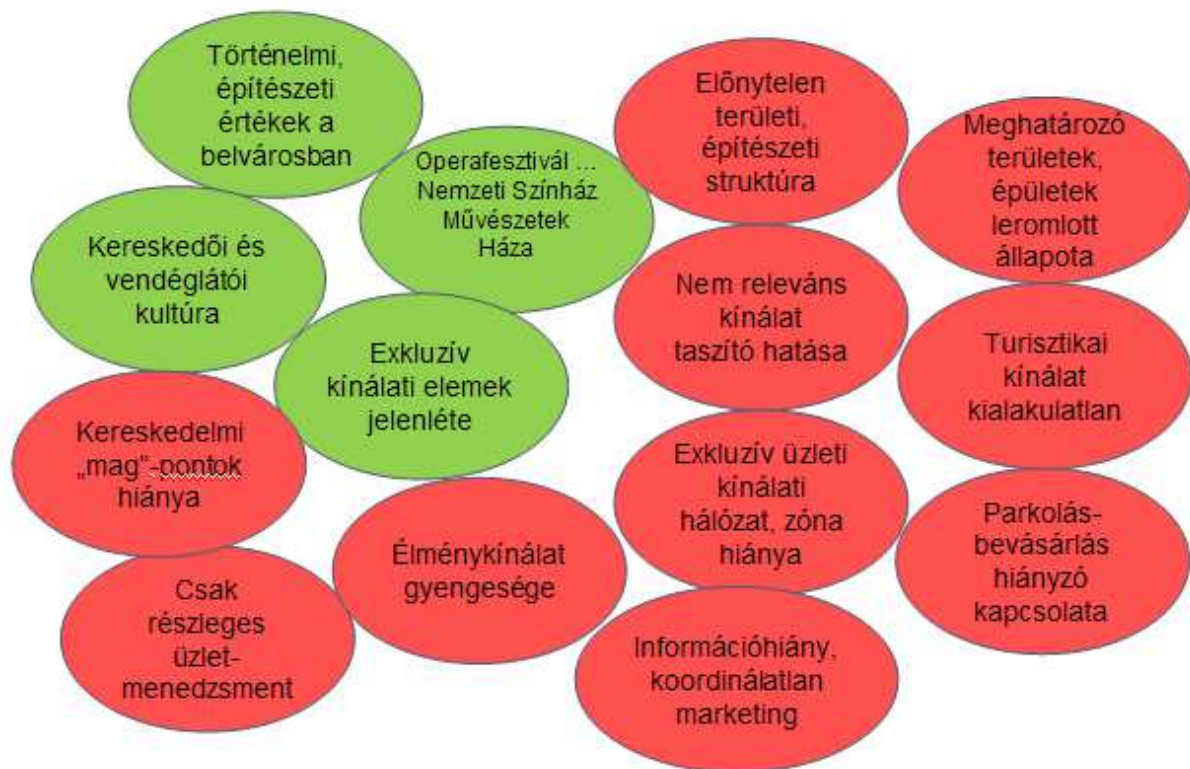 Történelmi,
építészeti
értékek a
belvárosban
Operafesztivál ...
Nemzeti Színház
Művészetek
Háza
Kereskedői és
vendéglátói
kultúra
Exkluzív
kínálati elemek
jelenléte
Előnytelen
területi,
építészeti
struktúra
Meghatározó
területek,
épületek
leromlott
állapota
Nem releváns
kínálat
taszító hatása
Turisztikai
kínálat
kialakulatlan
Kereskedelmi
„mag”-pontok
hiánya
Exkluzív üzleti
kínálati
hálózat, zóna
hiánya
Parkolás-
bevásárlás
hiányzó
kapcsolata
Élménykínálat
gyengesége
Csak
részleges
üzlet-
menedzsment
Információhiány,
koordinálatlan
marketing